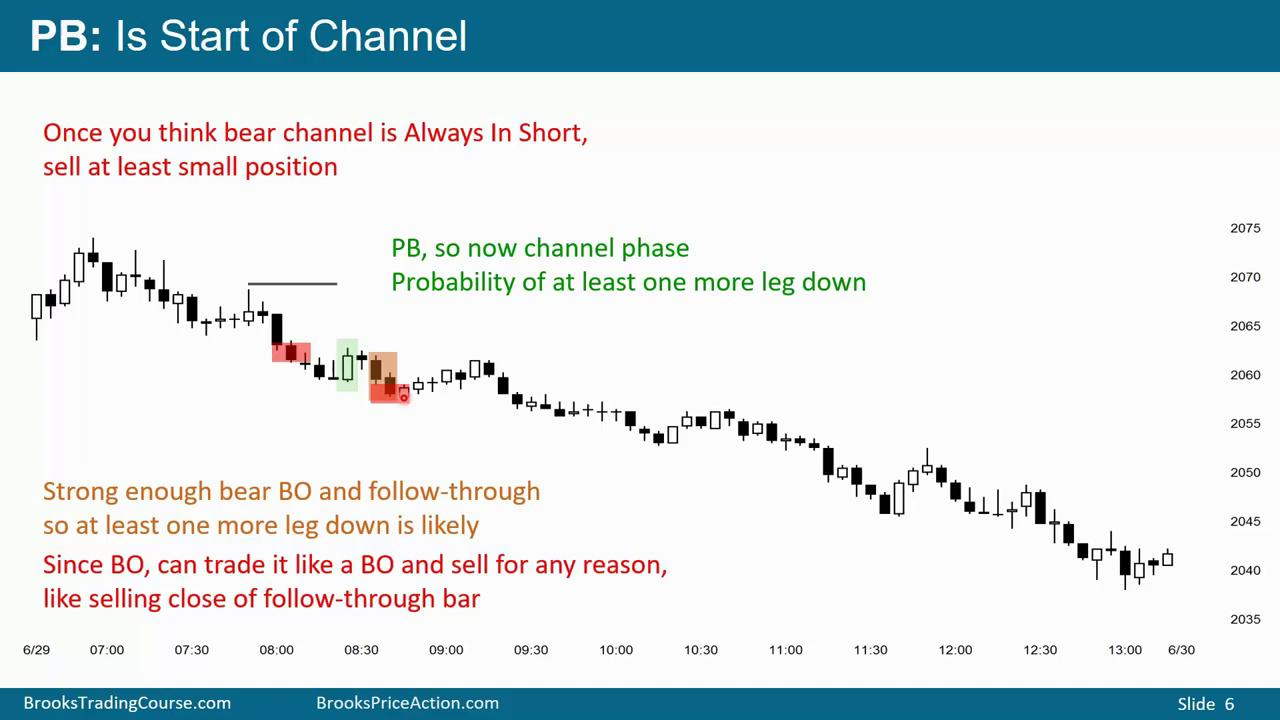 PB: Is Start of Channel
Once you think bear channel is Always In Short,
sell at least small position
PB, so now channel phase
Probability of at least one more leg down
Strong enough bear BO and follow-through
so at least one more leg down is likely
Since BO, can trade it like a BO and sell for any reason,
like selling close of follow-through bar
2075
2070
2065
2060
2055
2050
2045
2040
2035
6/29 07:00 07:30 08:00 08:30 09:00 09:30 10:00 10:30 11:00 11:30 12:00 12:30 13:00 6/30
BrooksTradingCourse.com BrooksPriceAction.com Slide 6